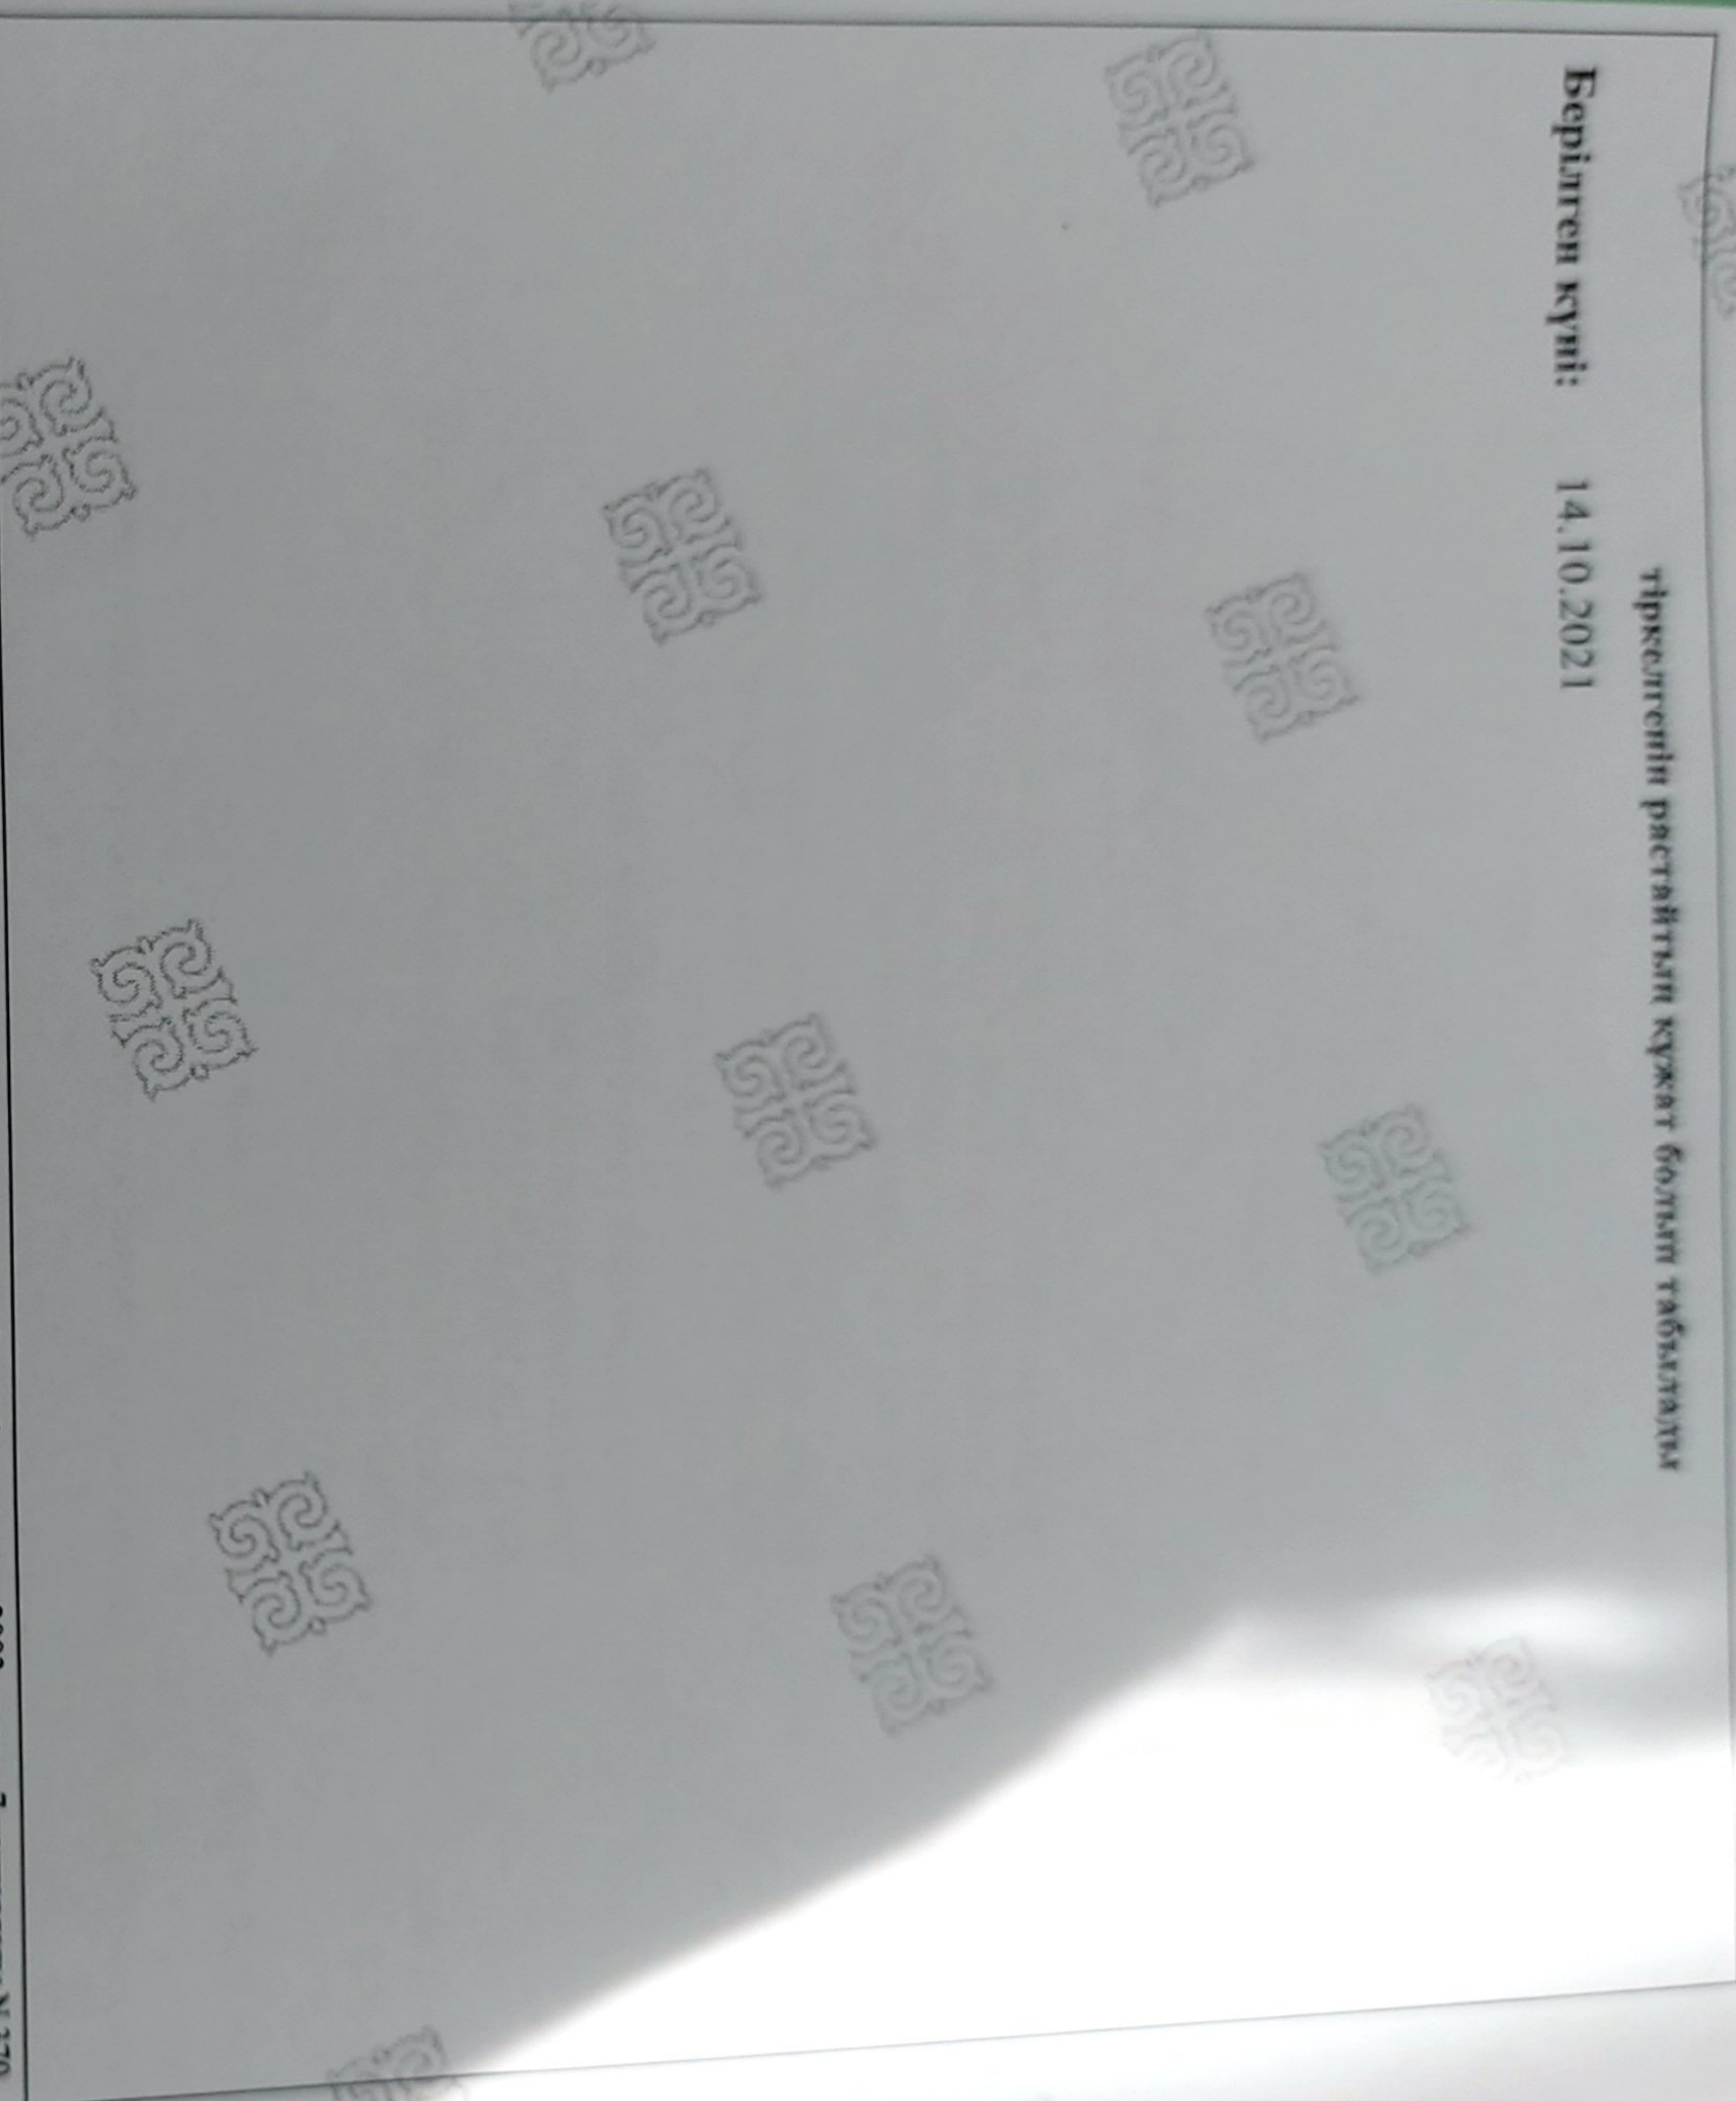 тіркелгенін растайтын құжат болып табылады
Берілген күні: 14.10.2021